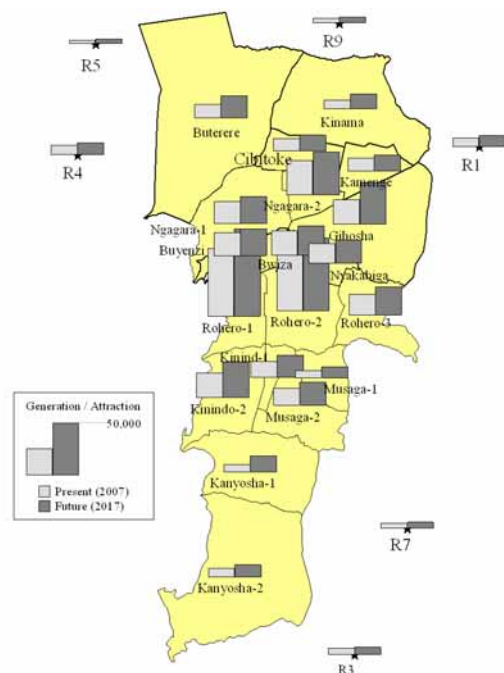 R9
R5
Buterere
Kinama
R4
Cibitoke
R1
Kamenge
Ngagara-2
Ngagara-1
Gihosha
Buyenzi
Bwiza
Nyakabiga
Rohero-1
Rohero-2
Rohero-3
Kinind-1
Musaga-1
Kinindo-2
Musaga-2
Generation / Attraction
50,000
Present (2007)
Future (2017)
Kanyosha-1
R7
Kanyosha-2
R3